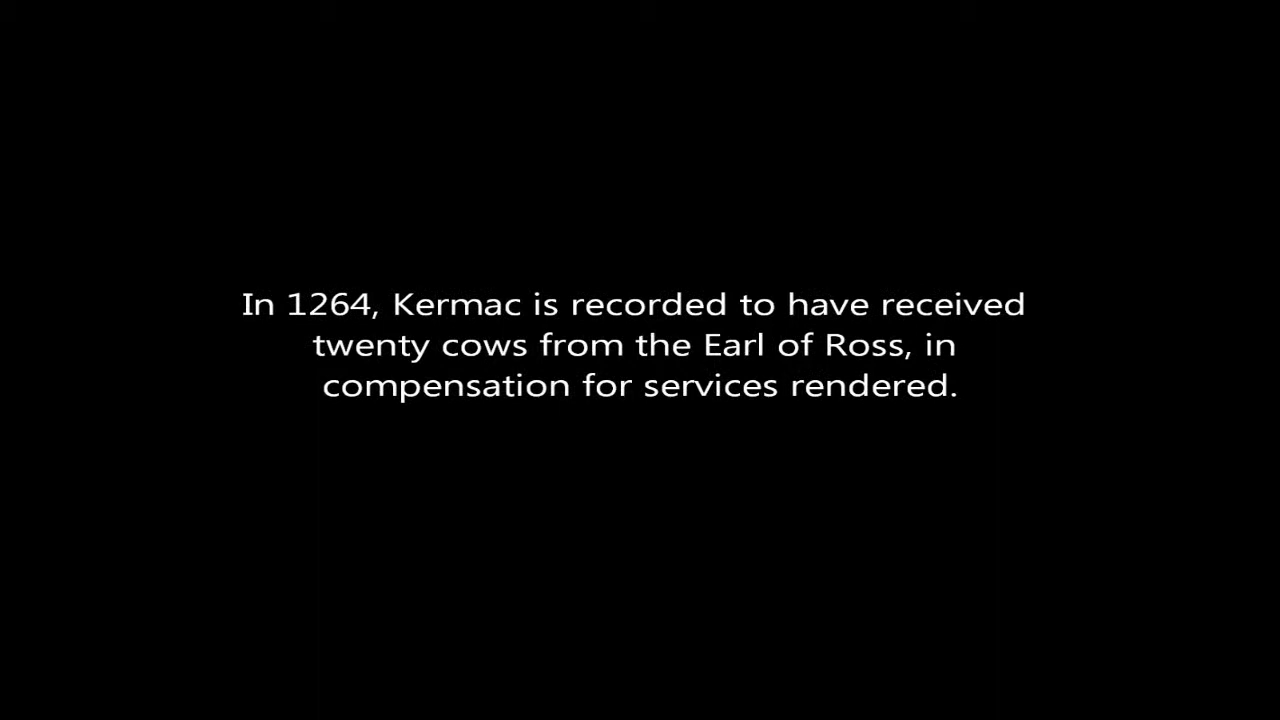 In 1264, Kermac is recorded to have received
twenty cows from the Earl of Ross, in
compensation for services rendered.